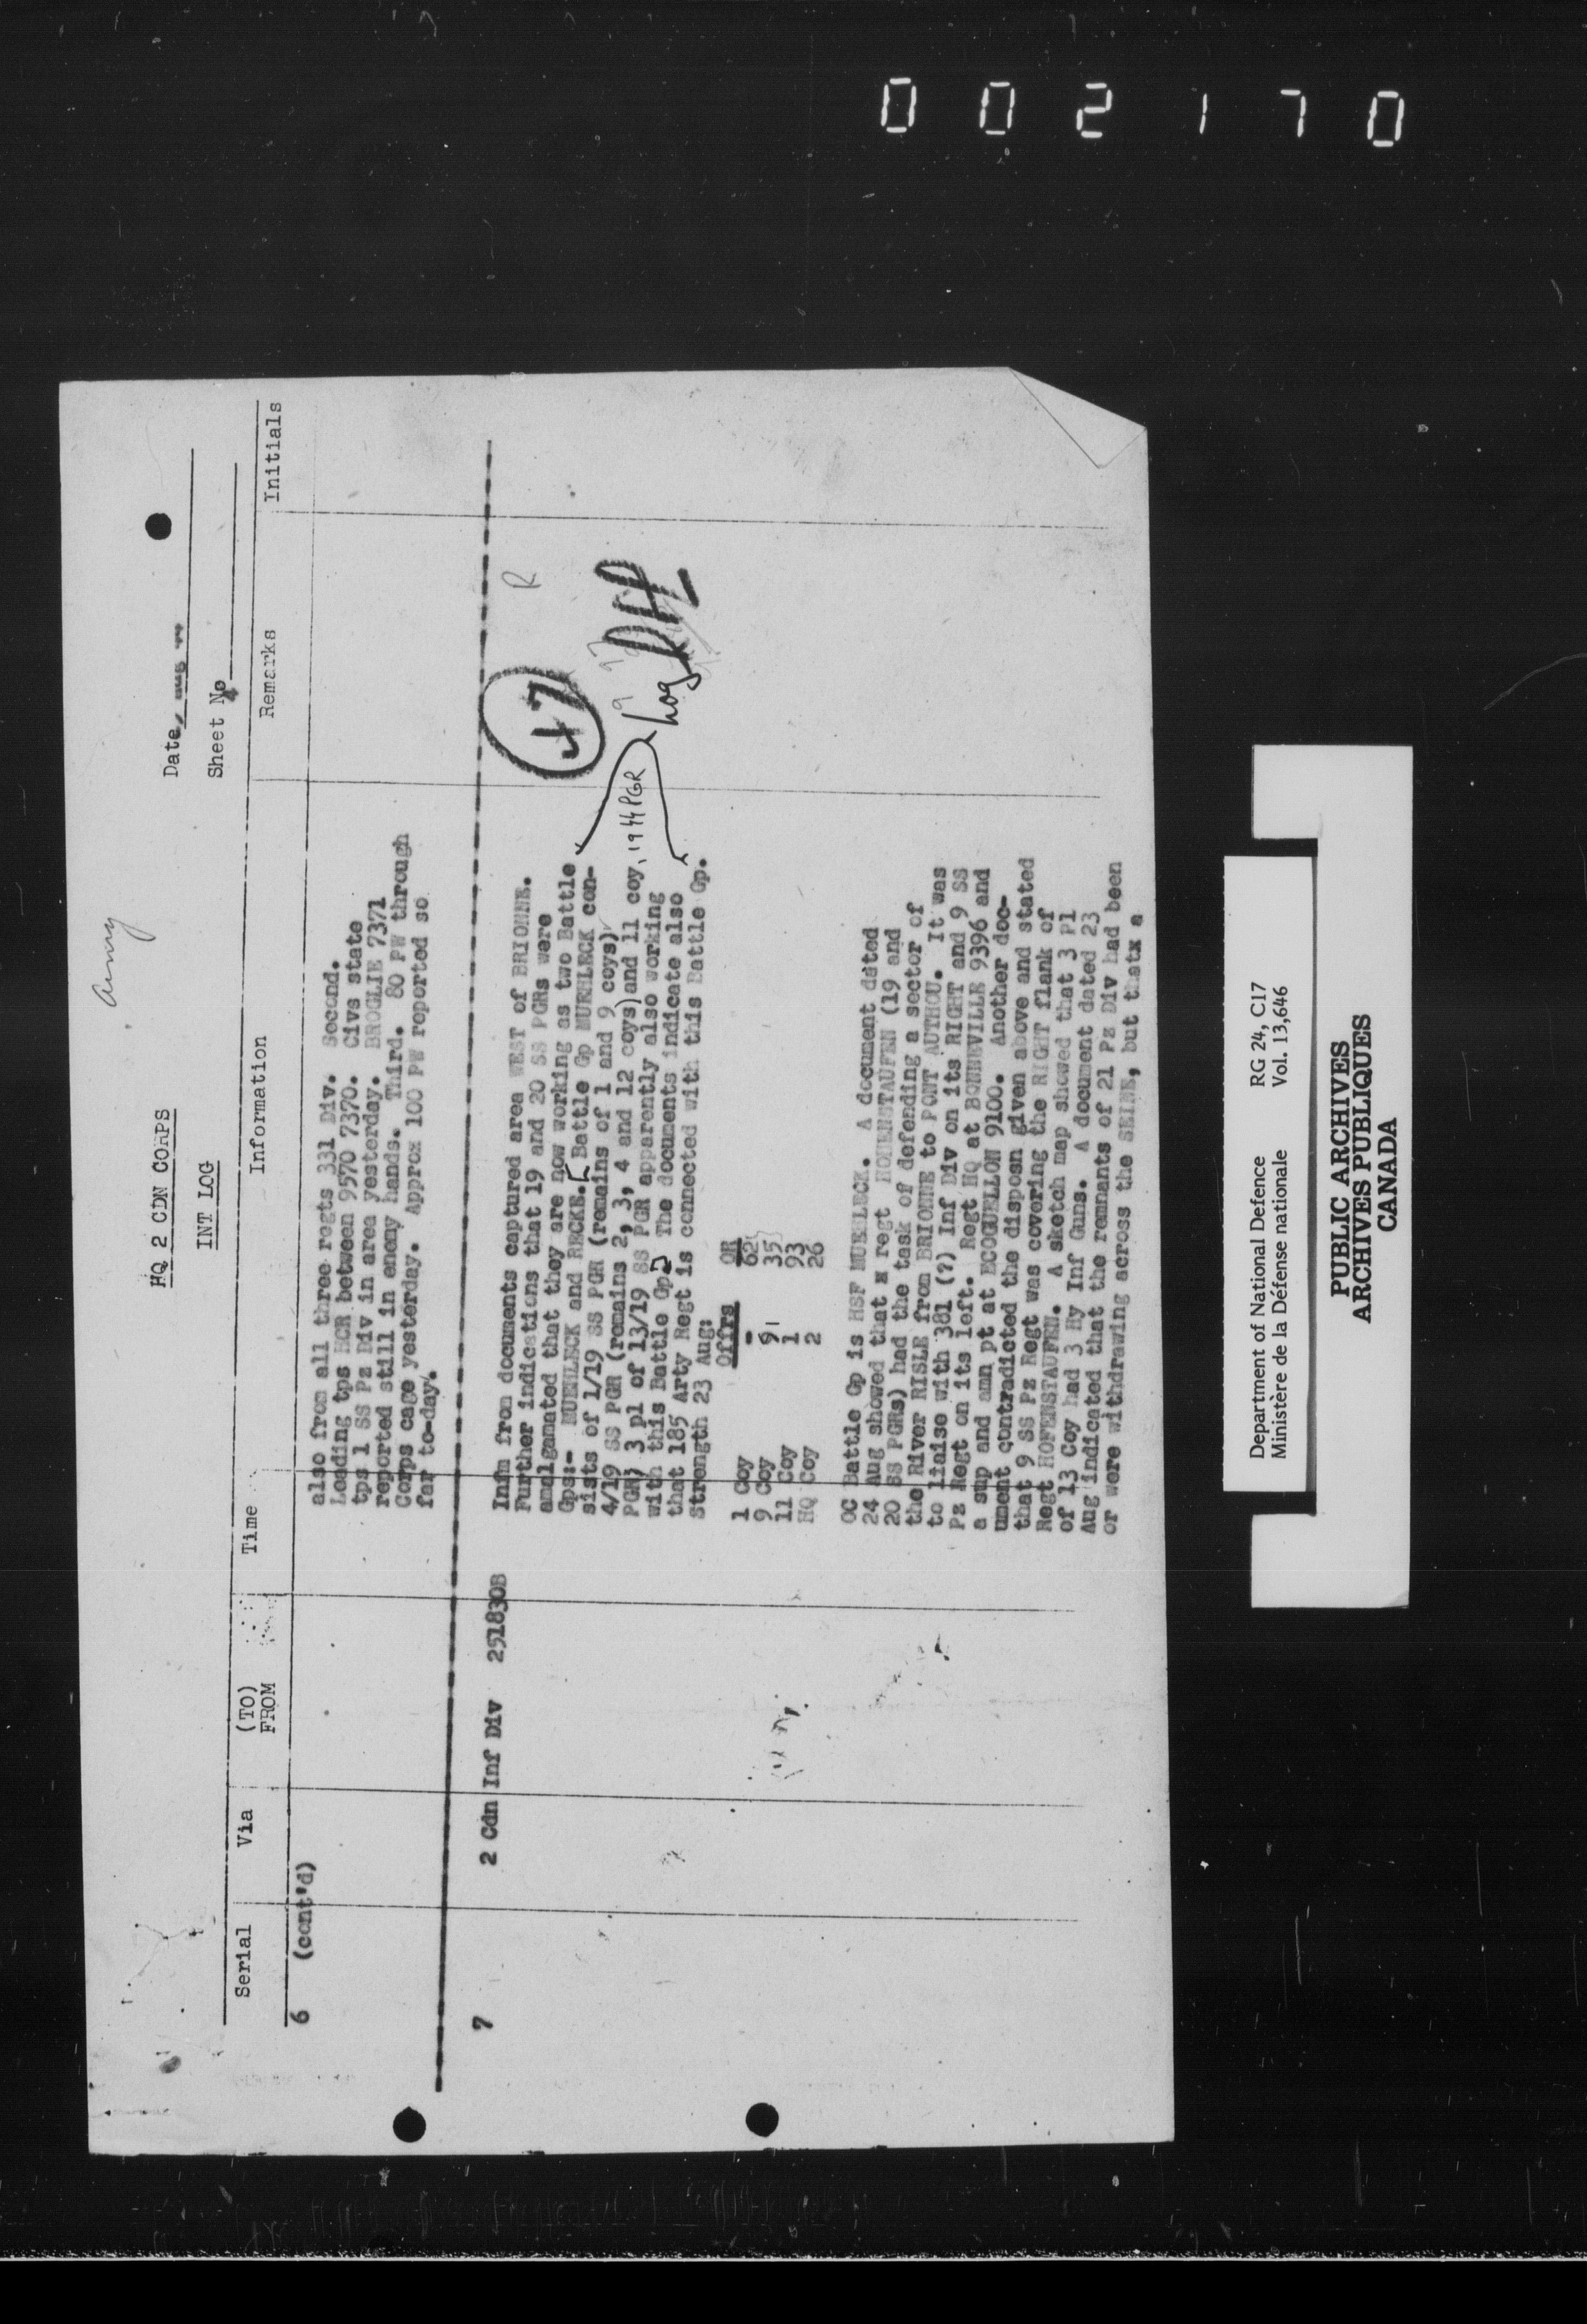 002170
Army
HQ 2 CDN CORPS
INT LOG
Date,
Sheet No 4
Serial Via (TO) FROM Time Information Remarks Initials
6 (cont'd)
also from all three regts 331 Div. Second.
Leading tps HCR between 9570 7370. Civs state
tps 1 SS Pz Div in area yesterday. BROGLIE 7371
reported still in enemy hands. Third. 80 PW through
Corps cage yesterday. Approx 100 PW reported so
far to-day.
7 2 Cdn Inf Div 251830B
Infm from documents captured area WEST of BRIONNE.
Further indications that 19 and 20 SS PGRs were
amalgamated that they are now working as two Battle
Gps:- MUEHLECK and RECKE. Battle Gp MUEHLECK con-
sists of 1/19 SS PGR (remains of 1 and 9 coys)
4/19 SS PGR (remains 2, 3, 4 and 12 coys) and 11 coy, 19 SS PGR
PGR) 3 pl of 13/19 SS PGR apparently also working
with this Battle Gp. The documents indicate also
that 185 Arty Regt is connected with this Battle Gp.
Strength 23 Aug:
Offrs OR
1 Coy - 62
9 Coy 9 35
11 Coy 1 93
HQ Coy 2 26
OC Battle Gp is HSF MUEHLECK. A document dated
24 Aug showed that x regt HOHENSTAUFEN (19 and
20 SS PGRs) had the task of defending a sector of
the River RISLE from BRIONNE to PONT AUTHOU. It was
to liaise with 381 (?) Inf Div on its RIGHT and 9 SS
Pz Regt on its left. Regt HQ at BONNEVILLE 9396 and
a sup and amn pt at ECOGUELLON 9100. Another doc-
ument contradicted the disposn given above and stated
that 9 SS Pz Regt was covering the RIGHT flank of
Regt HOFENSTAUFEN. A sketch map showed that 3 Pl
of 13 Coy had 3 Hy Inf Guns. A document dated 23
Aug indicated that the remnants of 21 Pz Div had been
or were withdrawing across the SEINE, but thatx a
R
47
Log
Department of National Defence RG 24, C17
Ministère de la Défense nationale Vol. 13,646
PUBLIC ARCHIVES
ARCHIVES PUBLIQUES
CANADA